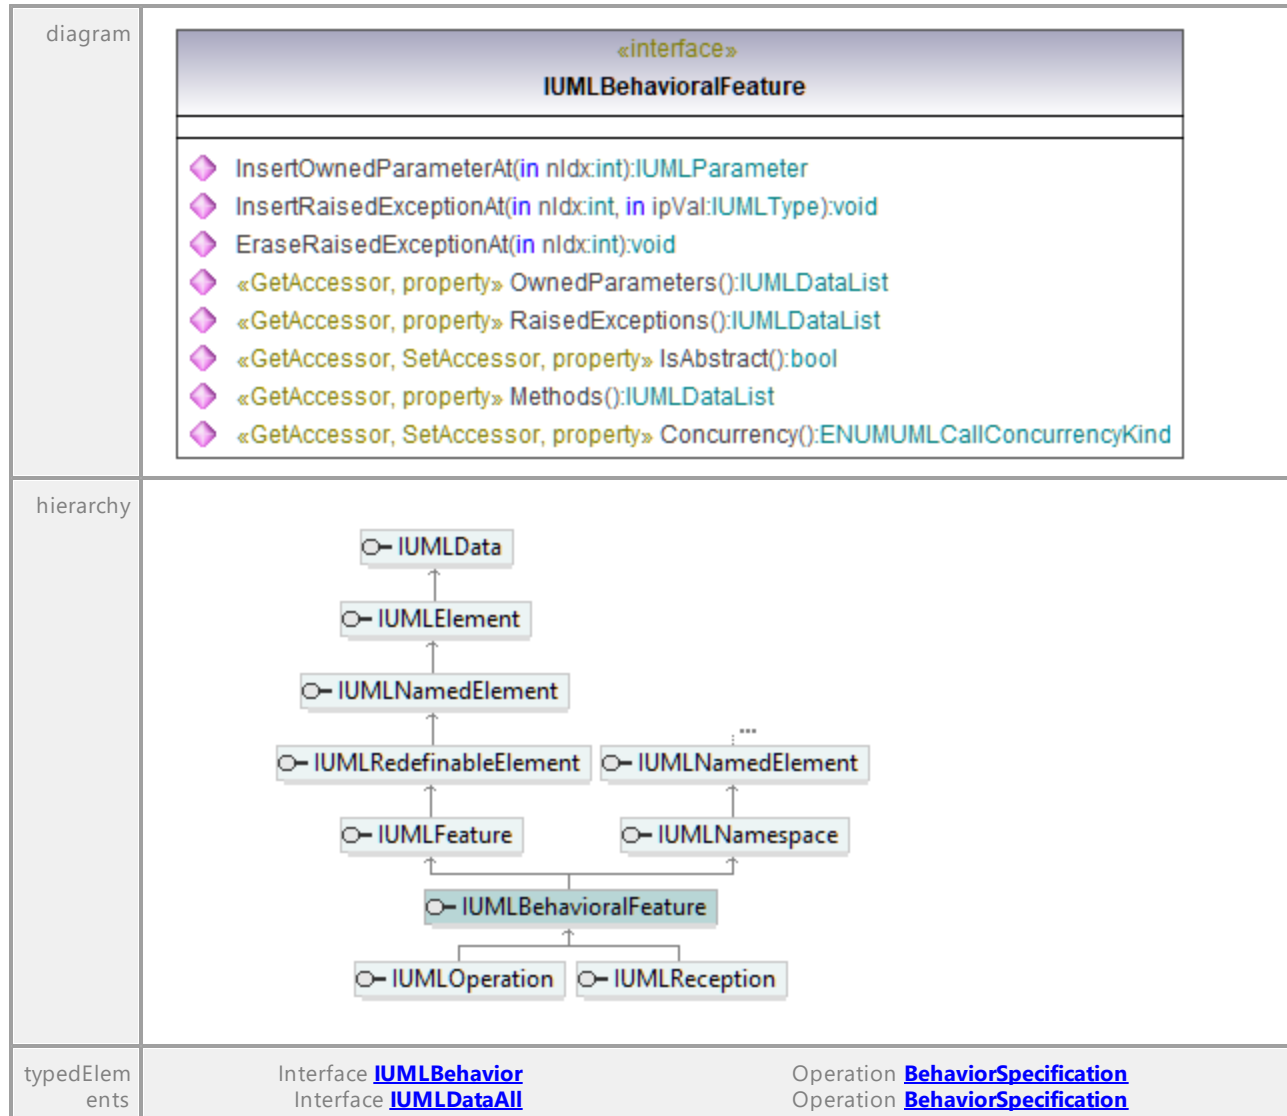 diagram
«interface»
IUMLBehavioralFeature
InsertOwnedParameterAt(in nIdx:int):IUMLParameter
InsertRaisedExceptionAt(in nIdx:int, in ipVal:IUMLType):void
EraseRaisedExceptionAt(in nIdx:int):void
«GetAccessor, property» OwnedParameters():IUMLDataList
«GetAccessor, property» RaisedExceptions():IUMLDataList
«GetAccessor, SetAccessor, property» IsAbstract():bool
«GetAccessor, property» Methods():IUMLDataList
«GetAccessor, SetAccessor, property» Concurrency():ENUMUMLCallConcurrencyKind
hierarchy
IUMLData
IUMLElement
IUMLNamedElement
...
IUMLRedefinableElement IUMLNamedElement
IUMLFeature IUMLNamespace
IUMLBehavioralFeature
IUMLOperation IUMLReception
typedElem
ents
Interface IUMLBehavior Operation BehaviorSpecification
Interface IUMLDataAll Operation BehaviorSpecification